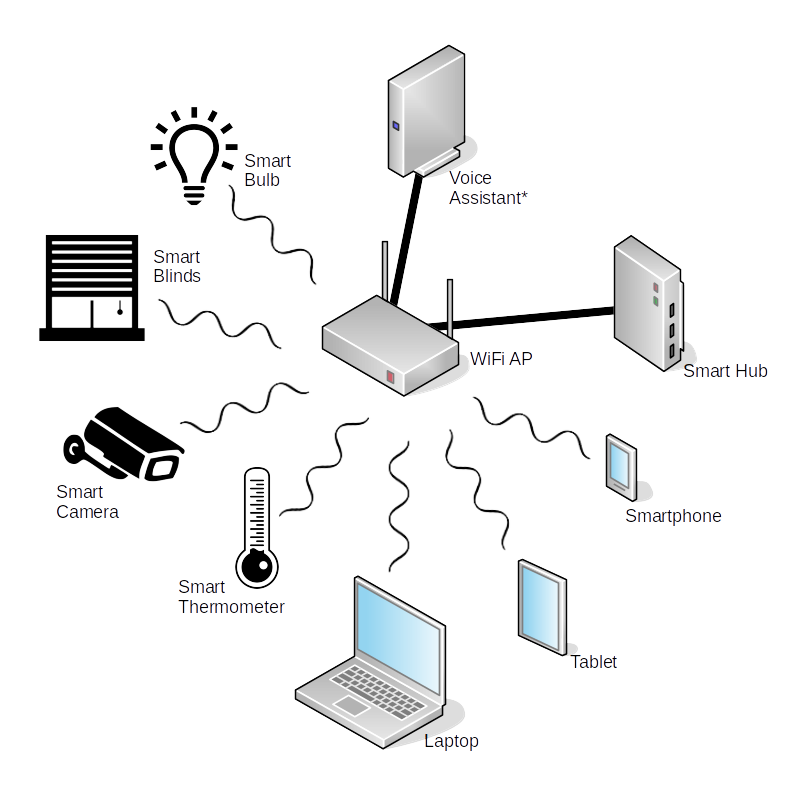 Smart
Bulb
Voice
Assistant*
Smart
Blinds
WiFi AP
Smart Hub
Smart
Camera
Smartphone
Smart
Thermometer
Tablet
Laptop